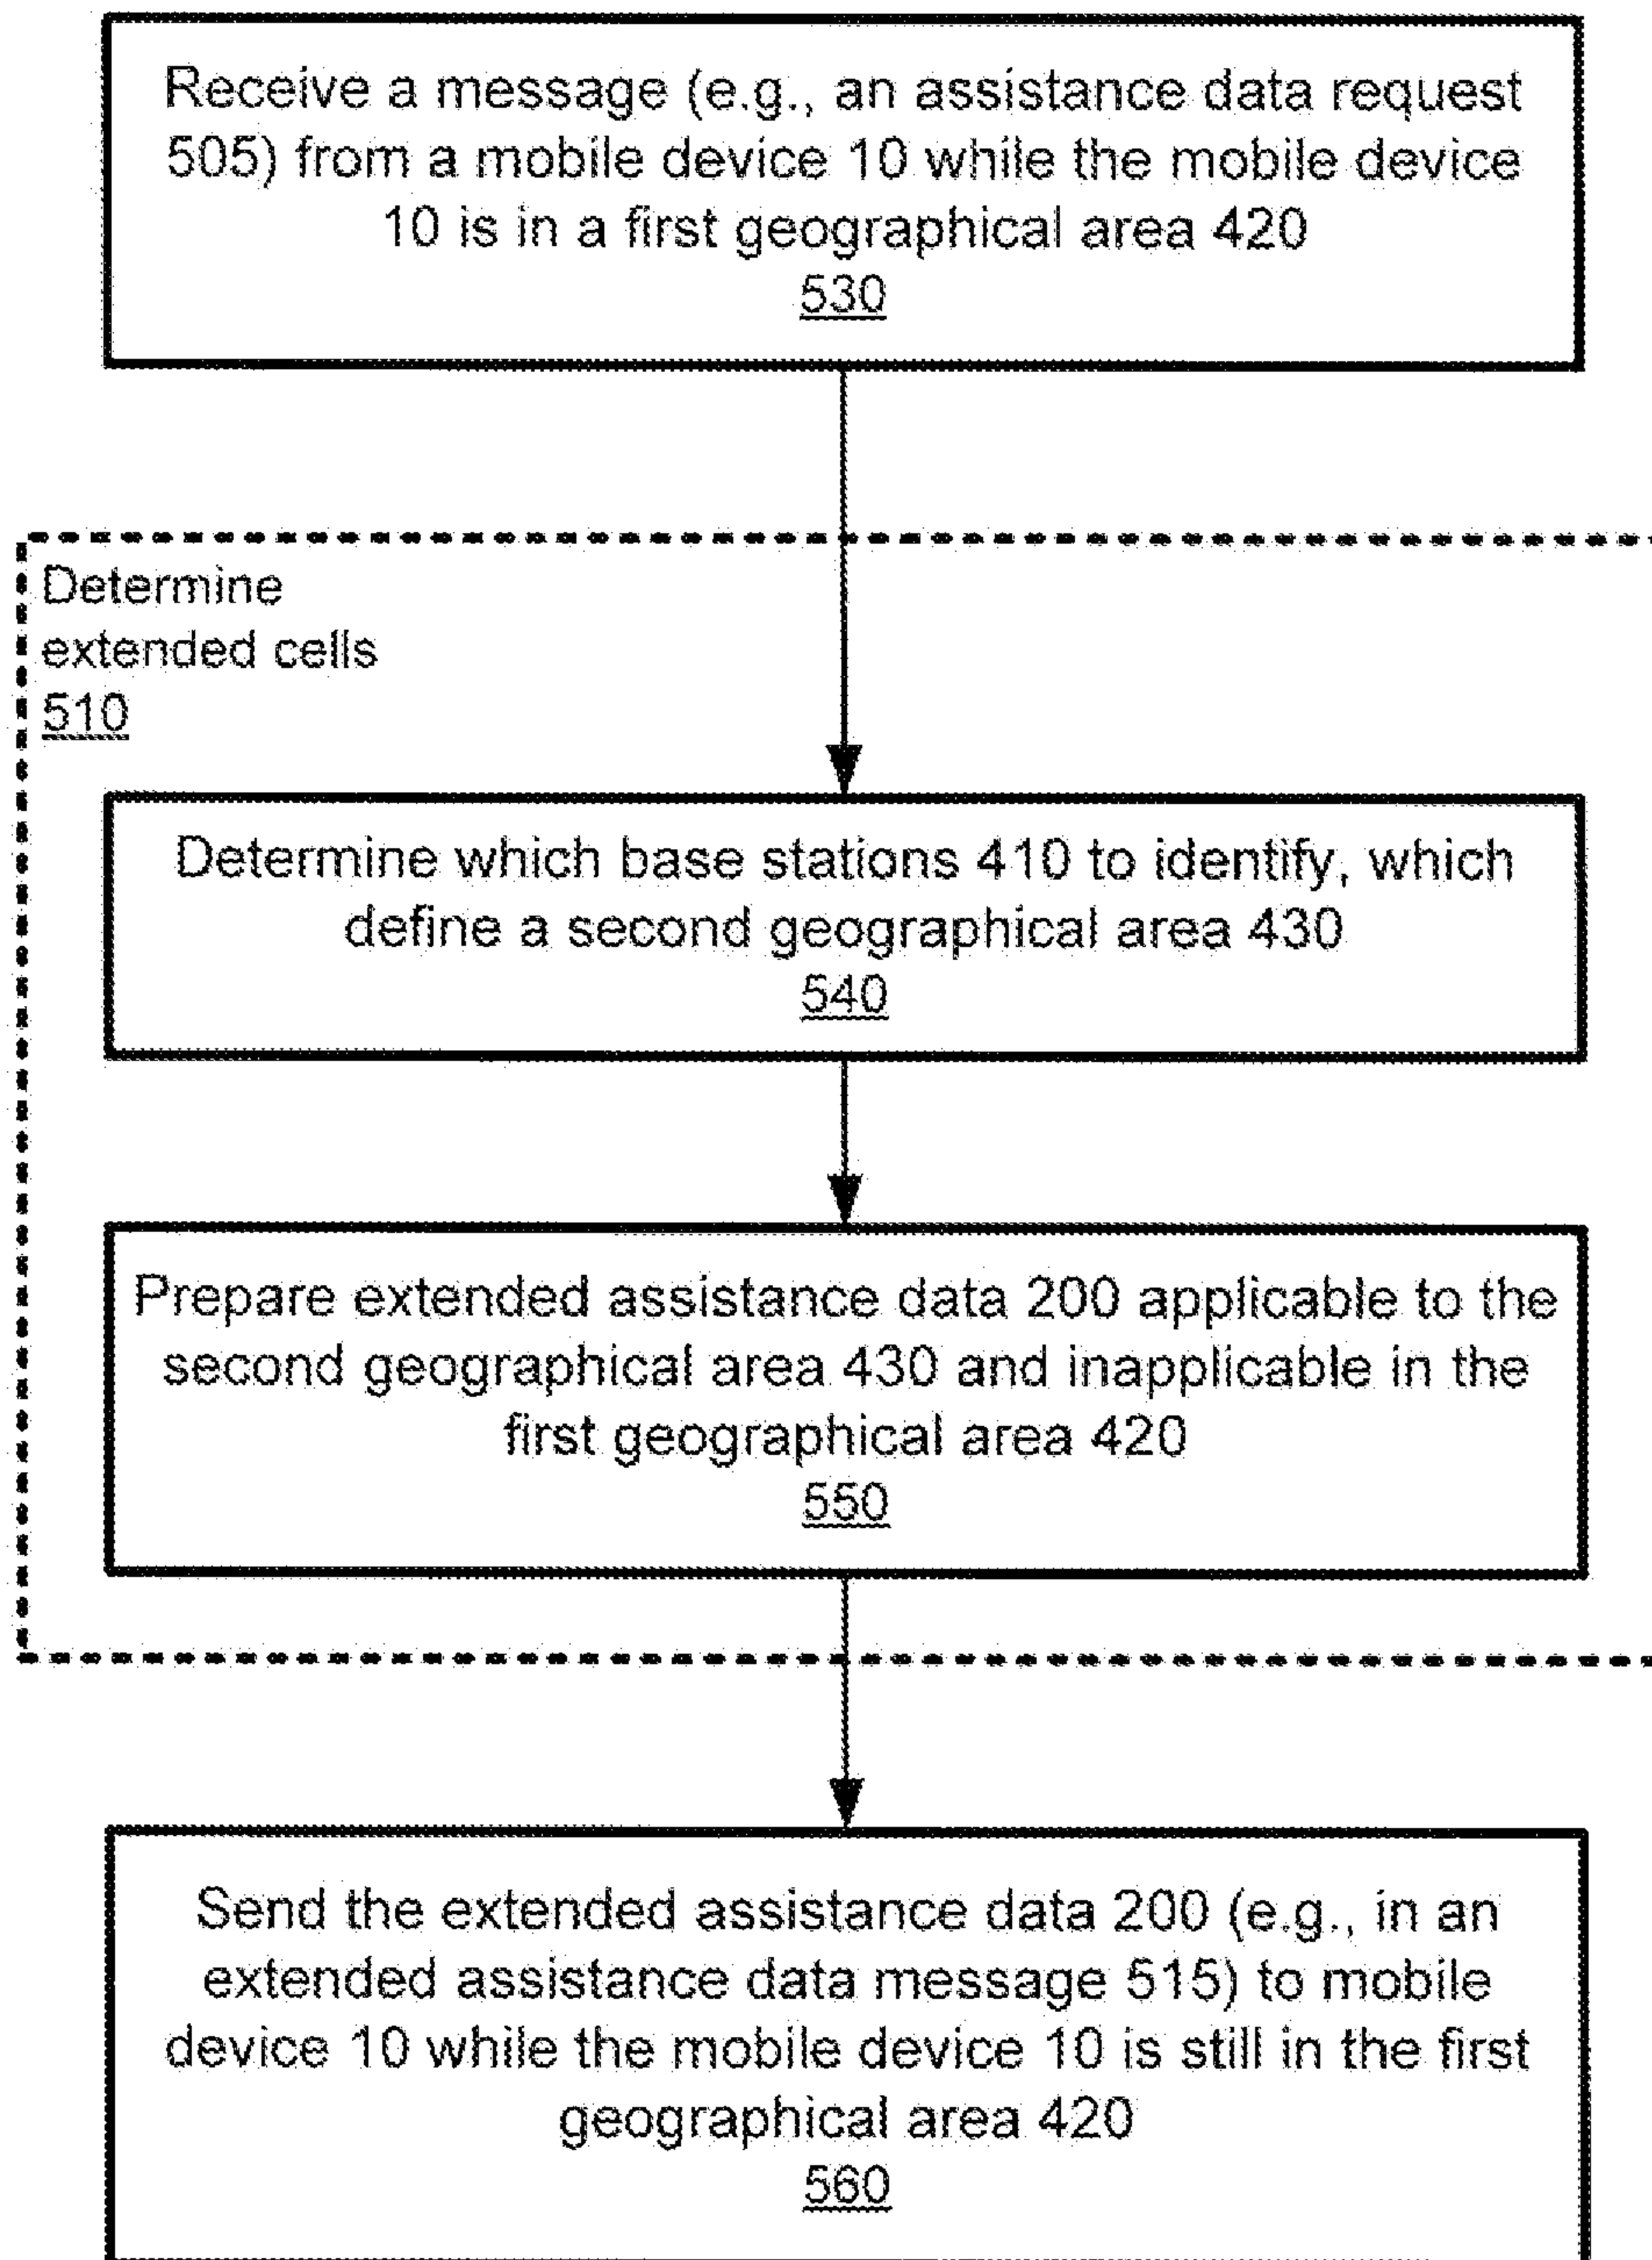 Receive a message (e.g., an assistance data request
505) from a mobile device 10 while the mobile device
10 is in a first geographical area 420
530
Determine
extended cells
510
Determine which base stations 410 to identify, which
define a second geographical area 430
540
Prepare extended assistance data 200 applicable to the
second geographical area 430 and inapplicable in the
first geographical area 420
550
Send the extended assistance data 200 (e.g., in an
extended assistance data message 515) to mobile
device 10 while the mobile device 10 is still in the first
geographical area 420
560